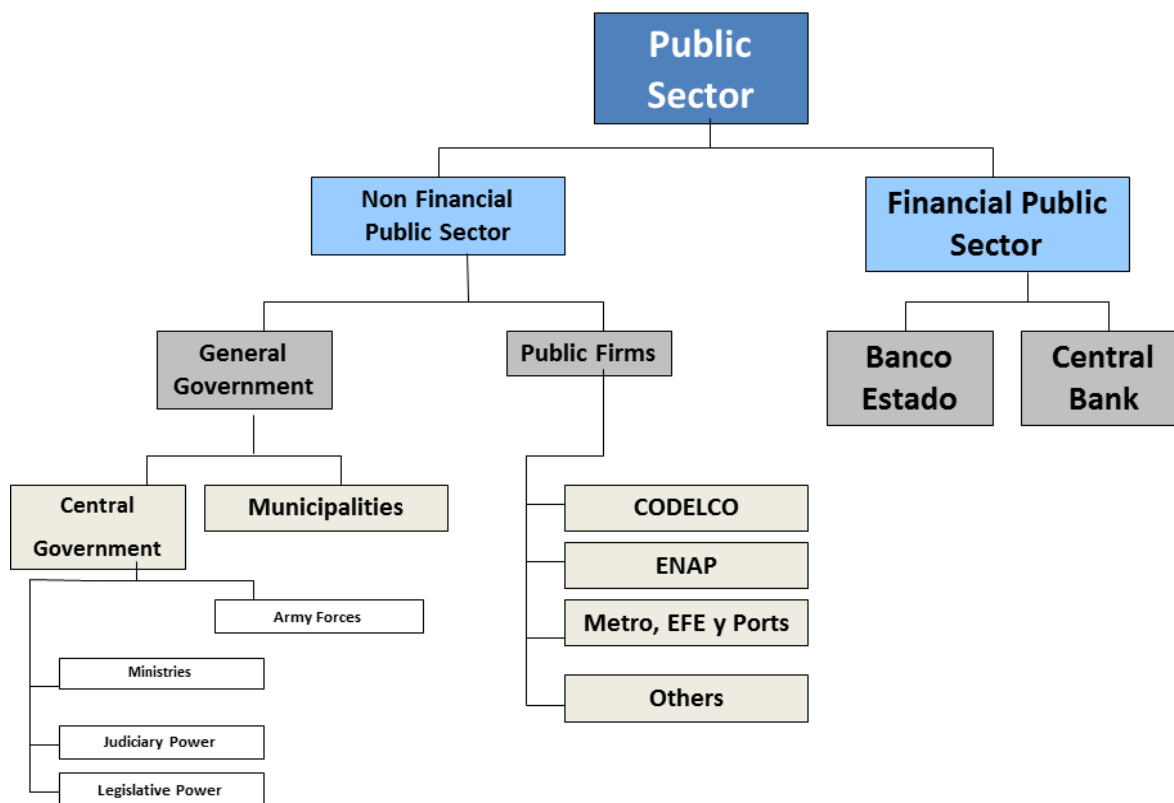 Public
Sector
Non Financial
Public Sector
Financial Public
Sector
General
Government
Public Firms
Banco
Estado
Central
Bank
Central
Government
Municipalities
CODELCO
ENAP
Army Forces
Metro, EFE y Ports
Ministries
Others
Judiciary Power
Legislative Power